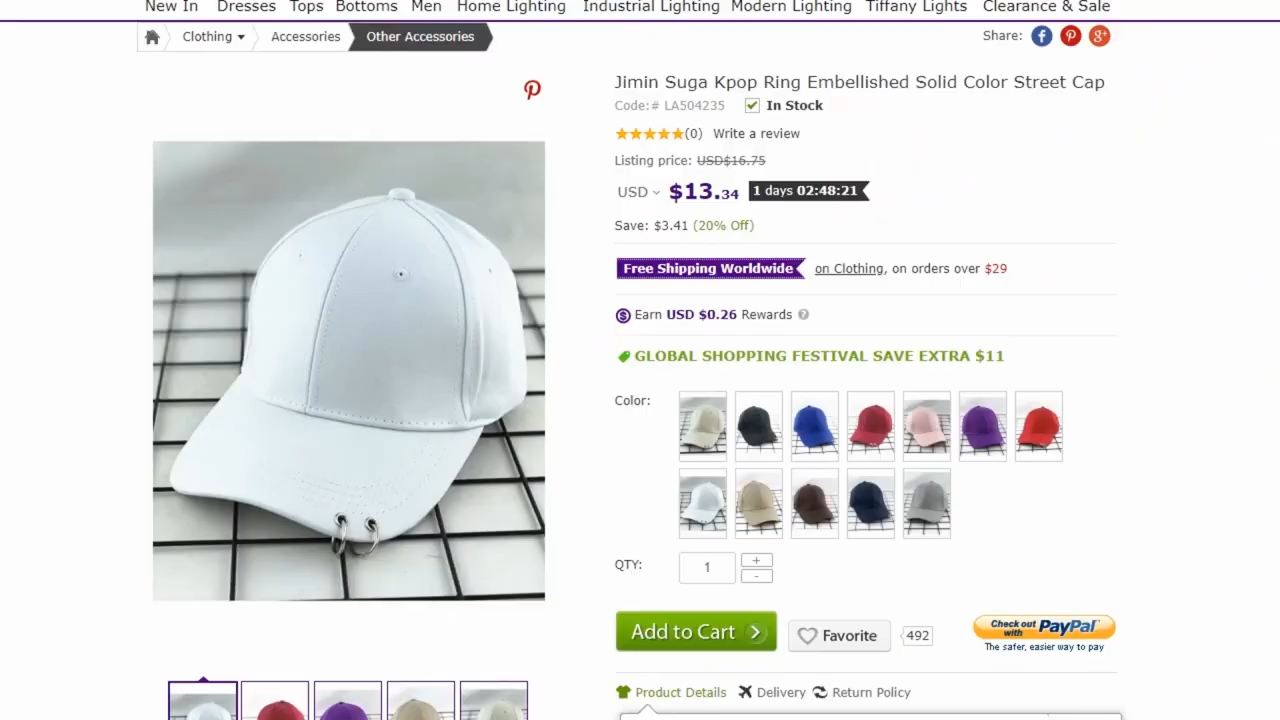 New In Dresses Tops Bottoms Men Home Lighting Industrial Lighting Modern Lighting Tiffany Lights Clearance & Sale
Clothing Accessories Other Accessories
Share:
Jimin Suga Kpop Ring Embellished Solid Color Street Cap
Code:# LA504235 In Stock
(0) Write a review
Listing price: USD$16.75
USD $13.34 1 days 02:48:21
Save: $3.41 (20% Off)
Free Shipping Worldwide on Clothing, on orders over $29
Earn USD $0.26 Rewards ?
GLOBAL SHOPPING FESTIVAL SAVE EXTRA $11
Color:
QTY: 1 + -
Add to Cart Favorite 492 Check out with PayPal
The safer, easier way to pay
Product Details Delivery Return Policy